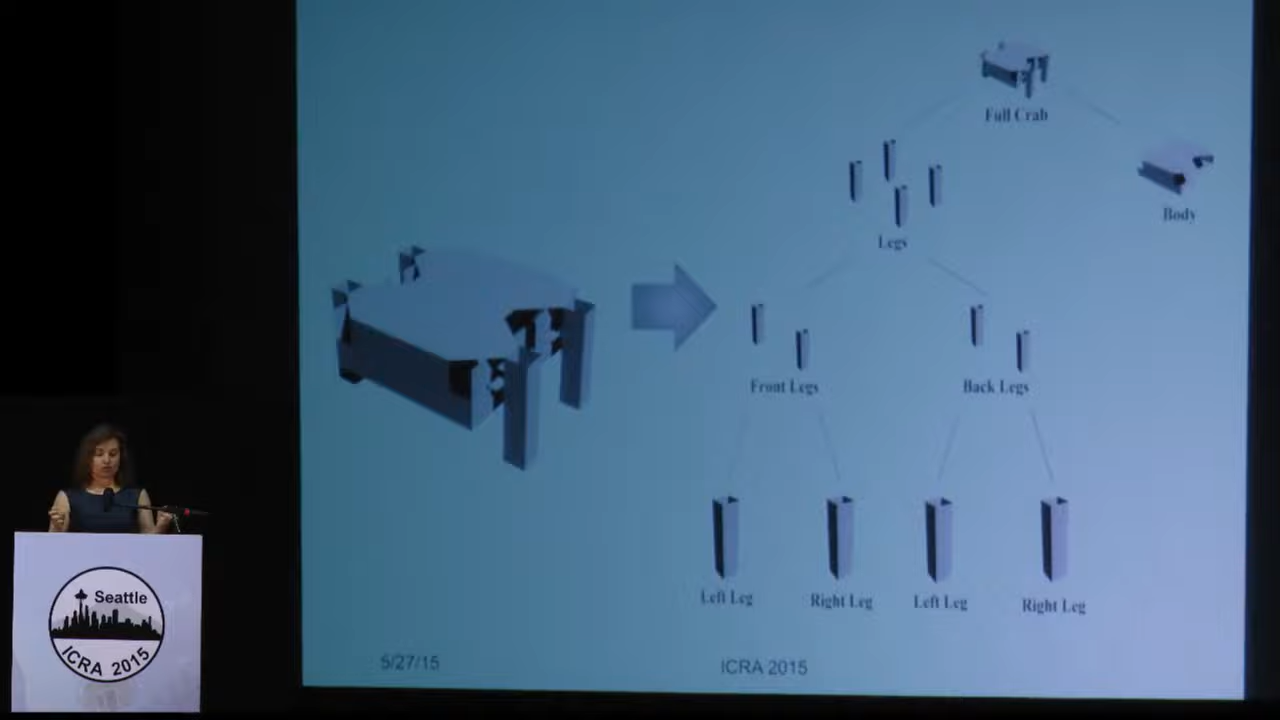 Full Crab
Body
Legs
Front Legs
Back Legs
Left Leg
Right Leg
Left Leg
Right Leg
5/27/15
ICRA 2015
Seattle
ICRA 2015